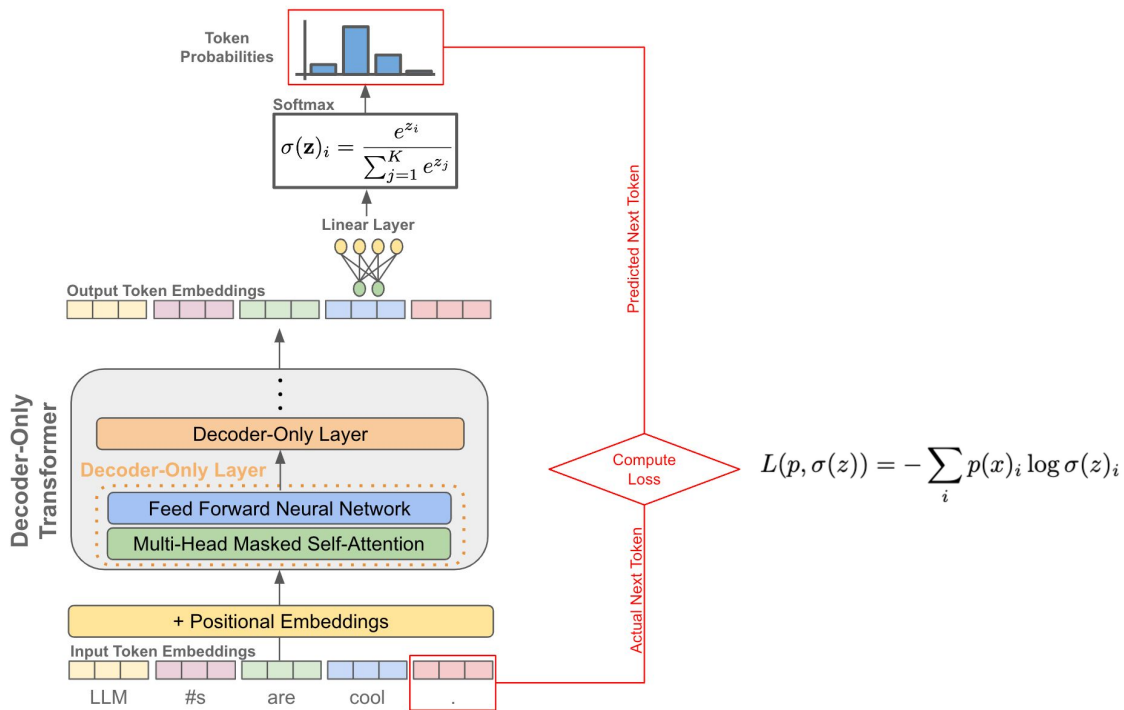 Token
Probabilities
Softmax
σ(𝐳)_i = e^{z_i} / ∑_{j=1}^{K} e^{z_j}
Linear Layer
Output Token Embeddings
Decoder-Only
Transformer
Decoder-Only Layer
Decoder-Only Layer
Feed Forward Neural Network
Multi-Head Masked Self-Attention
+ Positional Embeddings
Input Token Embeddings
LLM #s are cool .
Predicted Next Token
Compute
Loss
Actual Next Token
L(p, σ(z)) = − ∑_i p(x)_i log σ(z)_i